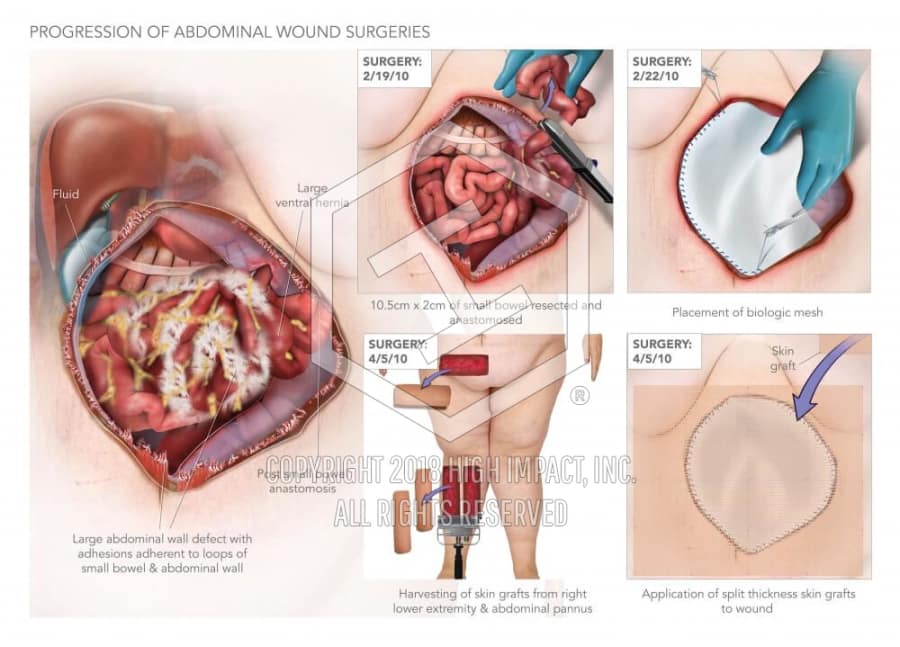 PROGRESSION OF ABDOMINAL WOUND SURGERIES
Fluid
Large
ventral hernia
Post small bowel
anastomosis
Large abdominal wall defect with
adhesions adherent to loops of
small bowel & abdominal wall
SURGERY:
2/19/10
10.5cm x 2cm of small bowel resected and
anastomosed
SURGERY:
2/22/10
Placement of biologic mesh
SURGERY:
4/5/10
Harvesting of skin grafts from right
lower extremity & abdominal pannus
SURGERY:
4/5/10
Skin
graft
Application of split thickness skin grafts
to wound
®
COPYRIGHT 2018 HIGH IMPACT, INC.
ALL RIGHTS RESERVED